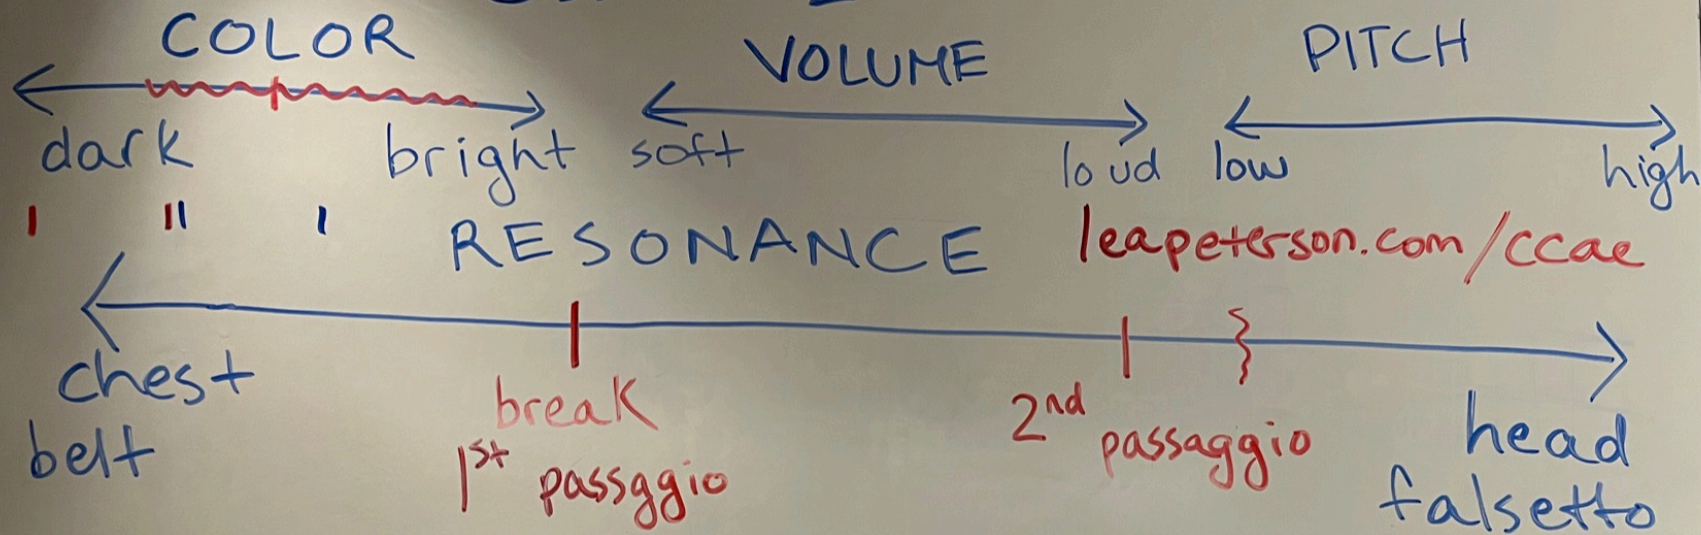 COLOR
VOLUME
PITCH
dark bright
soft loud
low high
RESONANCE
leapeterson.com/ccae
chest
belt
break
1st passggio
2nd passaggio
head
falsetto